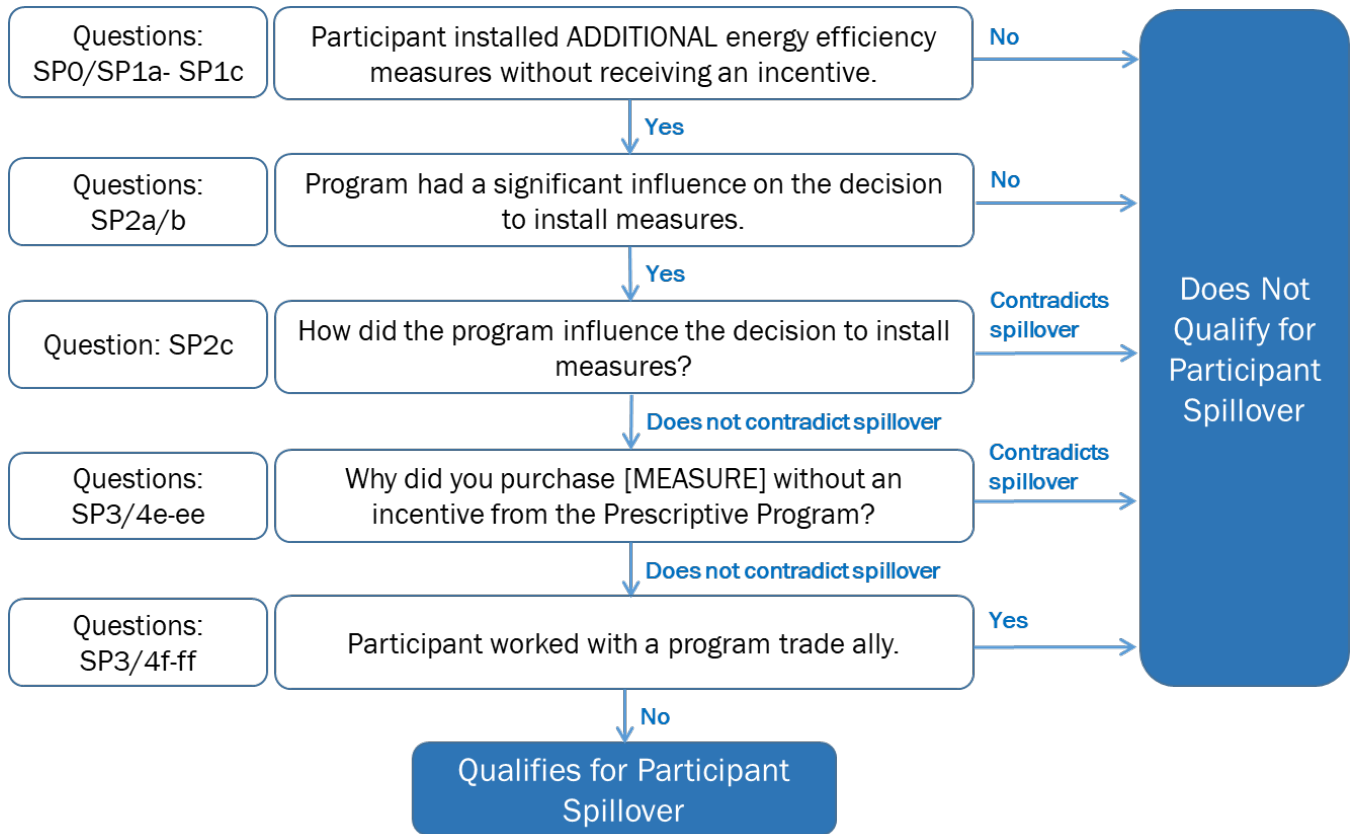 Questions:
SP0/SP1a- SP1c
Participant installed ADDITIONAL energy efficiency
measures without receiving an incentive.
No
Yes
Questions:
SP2a/b
Program had a significant influence on the decision
to install measures.
No
Yes
Question: SP2c
How did the program influence the decision to install
measures?
Contradicts
spillover
Does not contradict spillover
Questions:
SP3/4e-ee
Why did you purchase [MEASURE] without an
incentive from the Prescriptive Program?
Contradicts
spillover
Does not contradict spillover
Questions:
SP3/4f-ff
Participant worked with a program trade ally.
Yes
No
Does Not
Qualify for
Participant
Spillover
Qualifies for Participant
Spillover